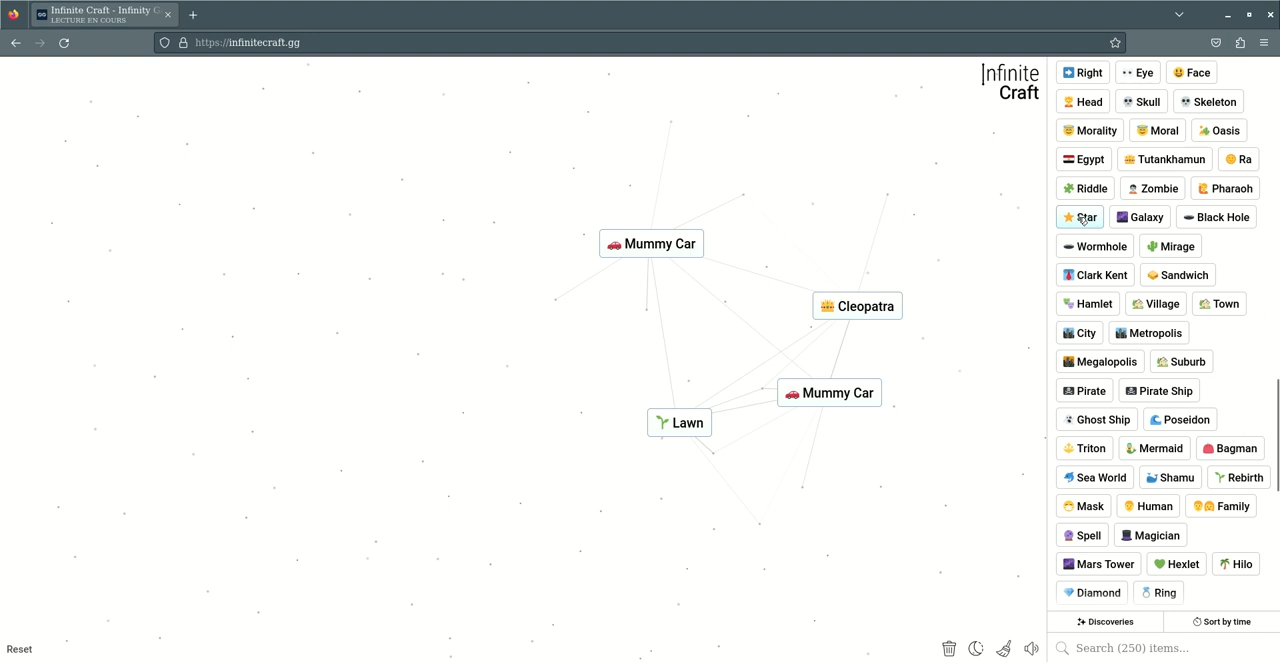 Infinite Craft - Infinity C
LECTURE EN COURS
https://infinitecraft.gg
Infinite
Craft
Mummy Car
Cleopatra
Mummy Car
Lawn
Reset
Right Eye Face
Head Skull Skeleton
Morality Moral Oasis
Egypt Tutankhamun Ra
Riddle Zombie Pharaoh
Star Galaxy Black Hole
Wormhole Mirage
Clark Kent Sandwich
Hamlet Village Town
City Metropolis
Megalopolis Suburb
Pirate Pirate Ship
Ghost Ship Poseidon
Triton Mermaid Bagman
Sea World Shamu Rebirth
Mask Human Family
Spell Magician
Mars Tower Hexlet Hilo
Diamond Ring
Discoveries Sort by time
Search (250) items...